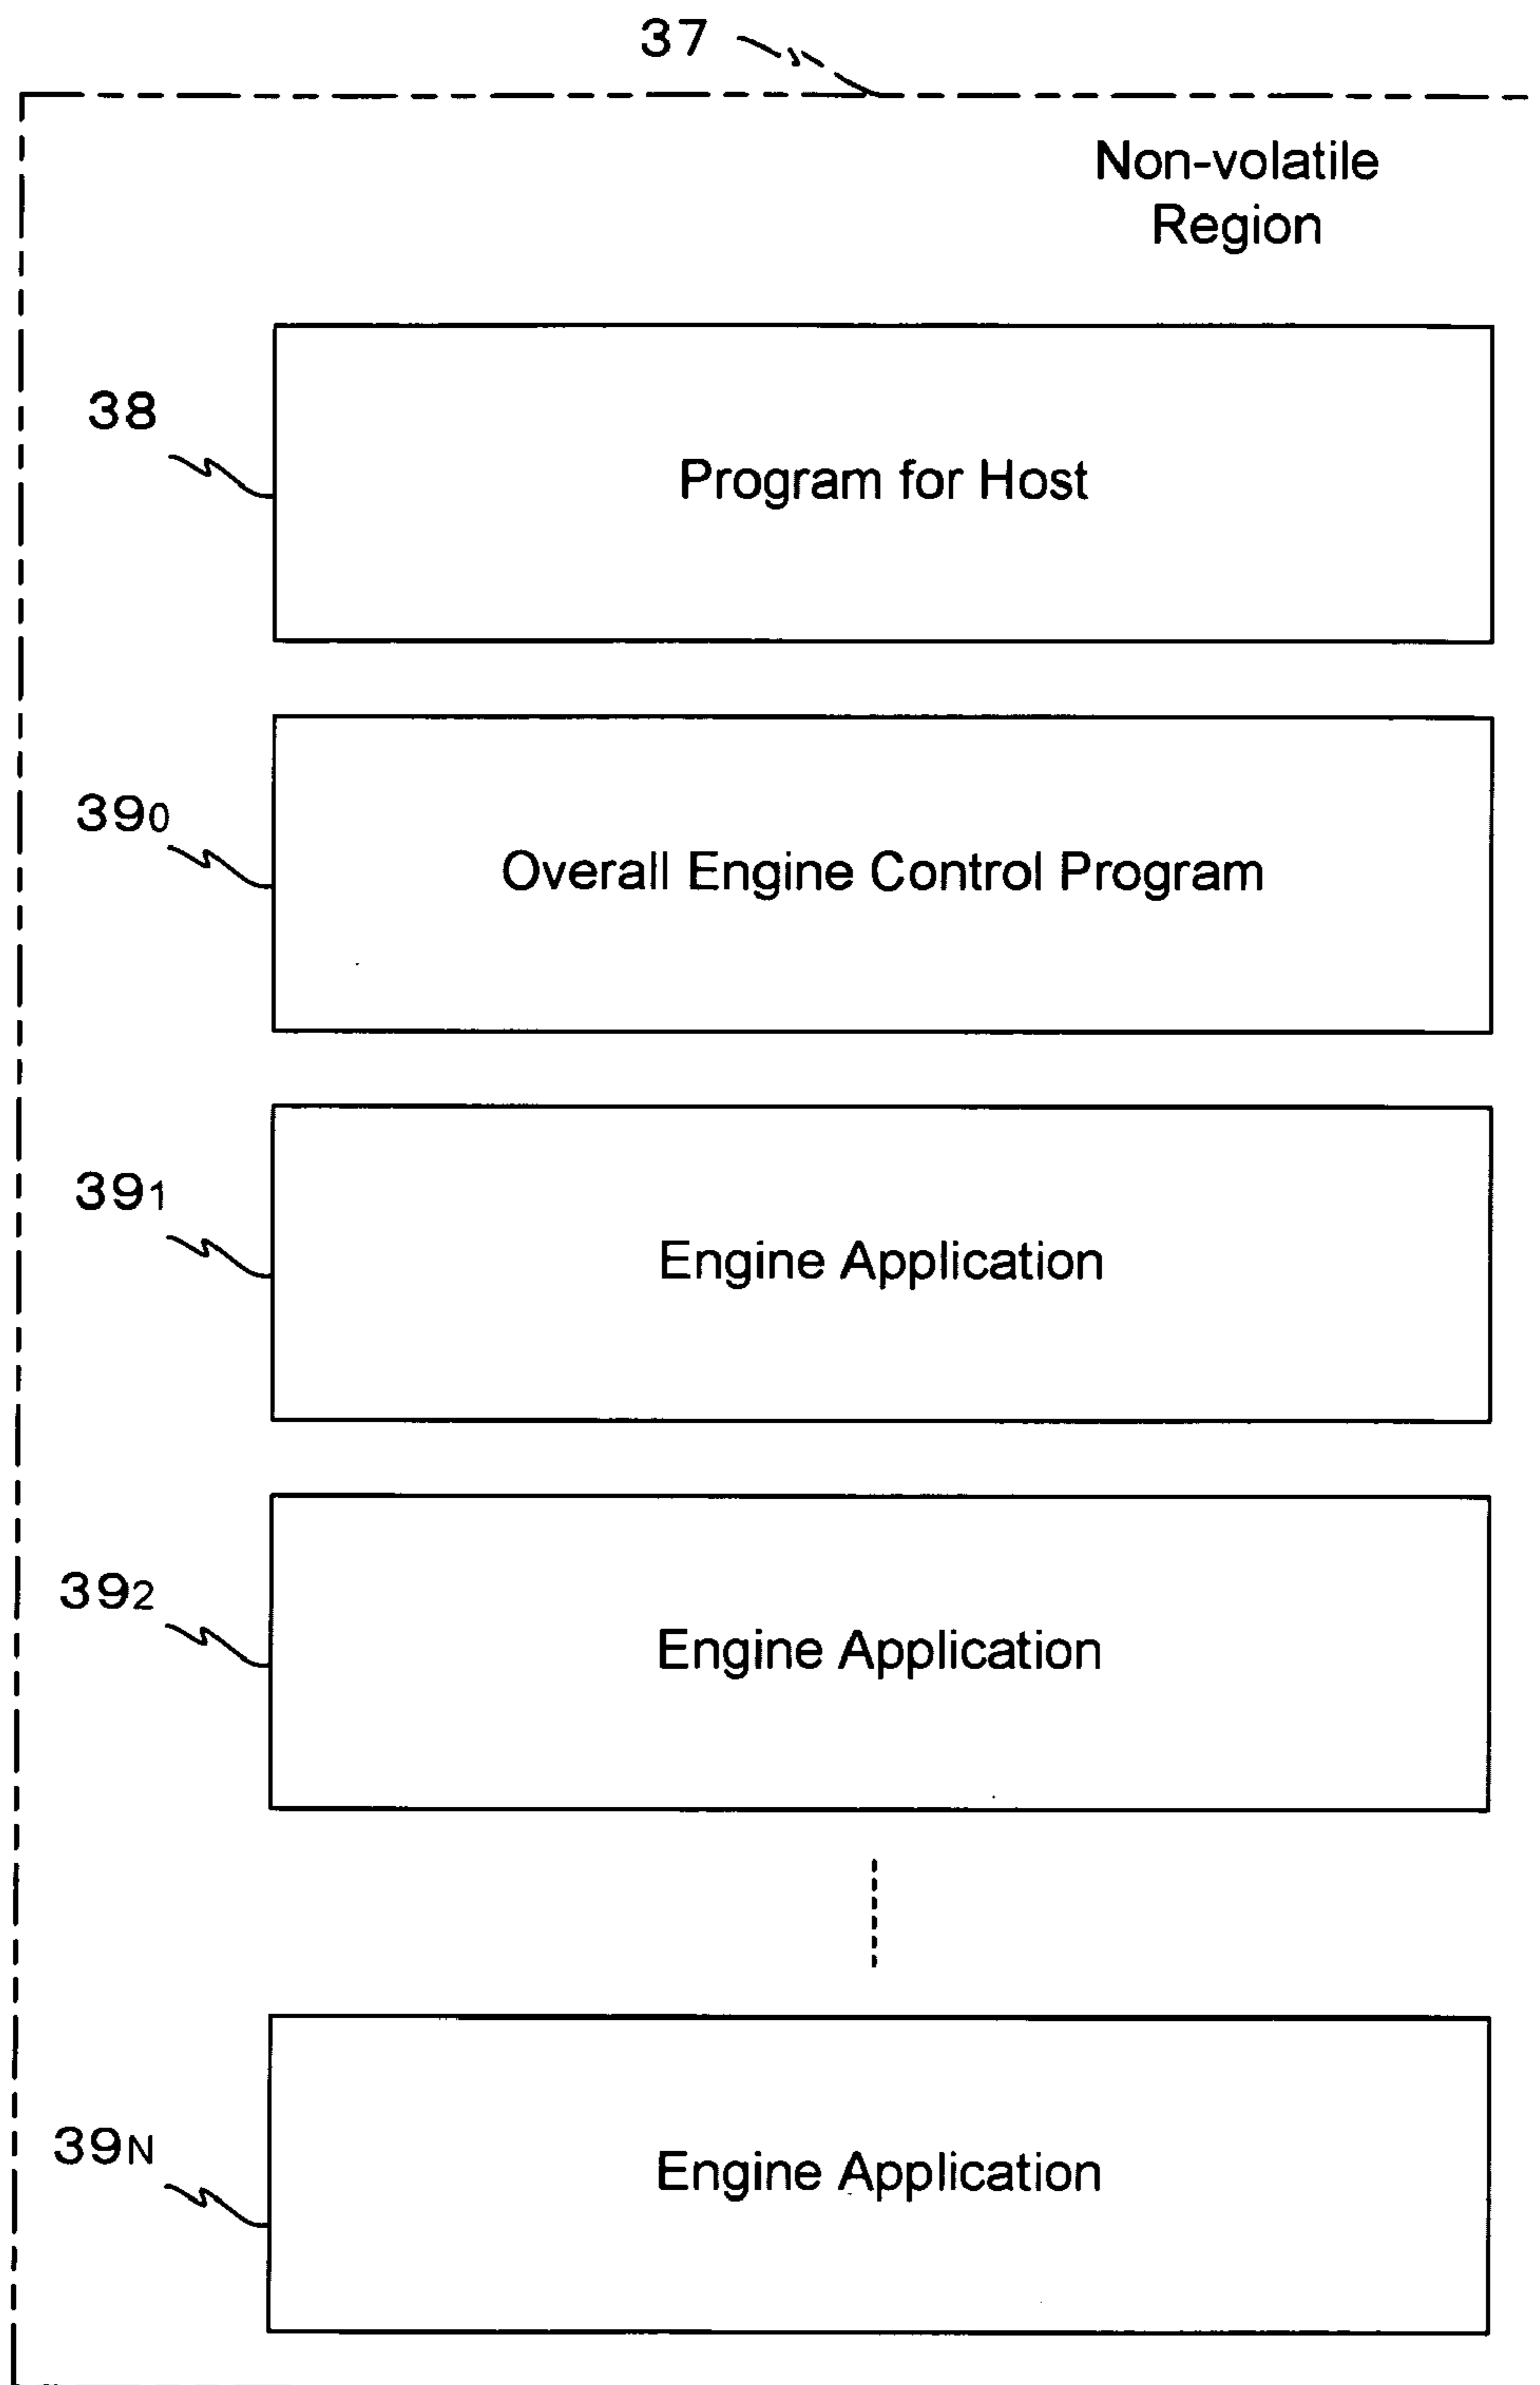 37
Non-volatile
Region
38
Program for Host
39₀
Overall Engine Control Program
39₁
Engine Application
39₂
Engine Application
39N
Engine Application